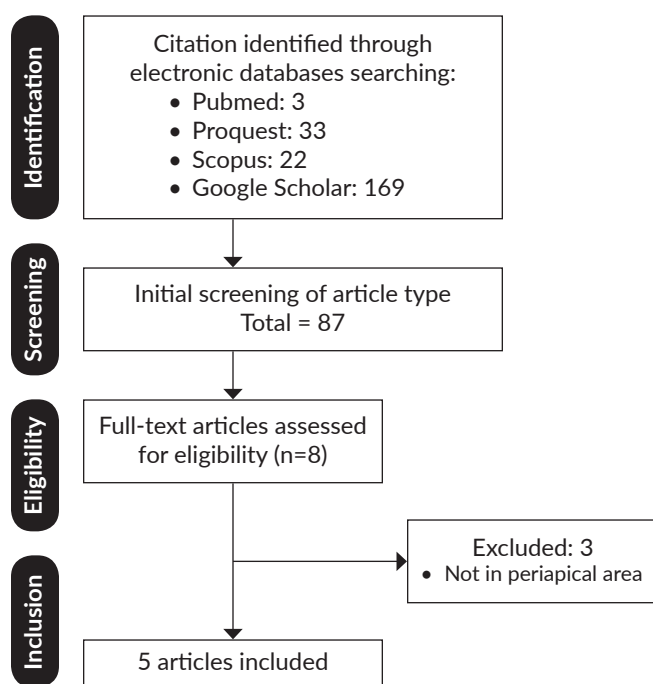 Identification
Citation identified through
electronic databases searching:
• Pubmed: 3
• Proquest: 33
• Scopus: 22
• Google Scholar: 169
Screening
Initial screening of article type
Total = 87
Eligibility
Full-text articles assessed
for eligibility (n=8)
Excluded: 3
• Not in periapical area
Inclusion
5 articles included